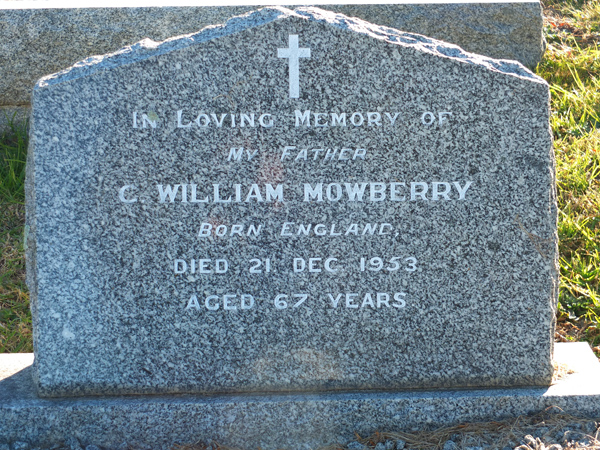 IN LOVING MEMORY OF
MY FATHER
C. WILLIAM MOWBERRY
BORN ENGLAND,
DIED 21 DEC 1953
AGED 67 YEARS